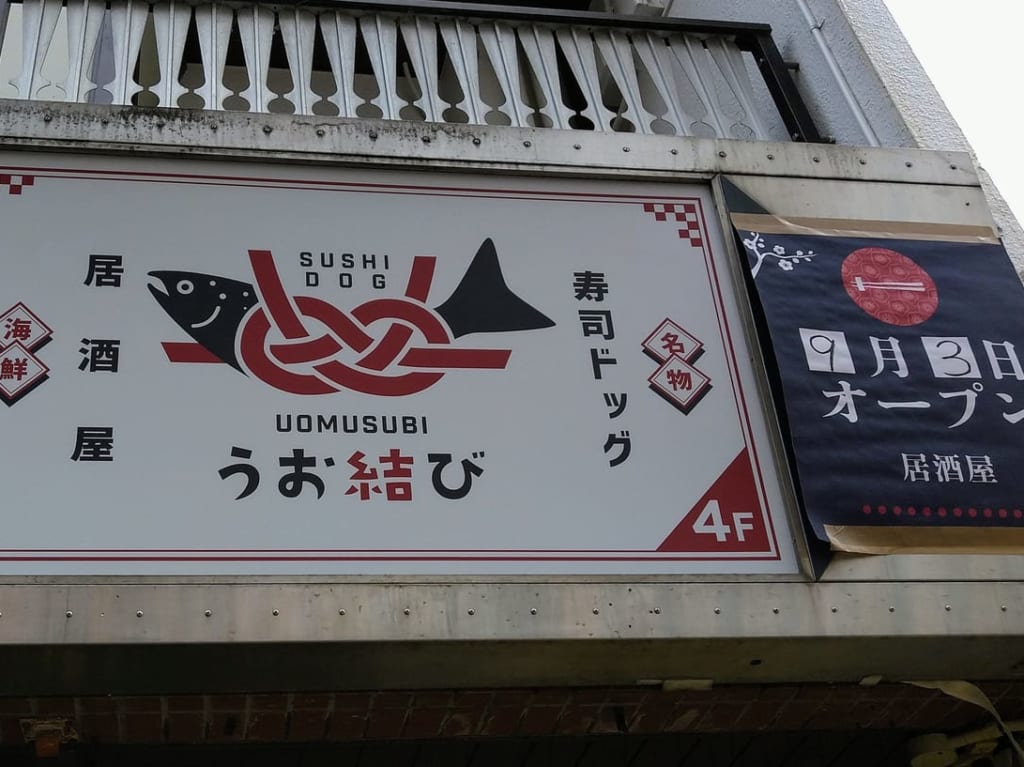 海鮮
居酒屋
SUSHI
DOG
UOMUSUBI
うお結び
寿司ドッグ
名物
4F
9月3日
オープン
居酒屋